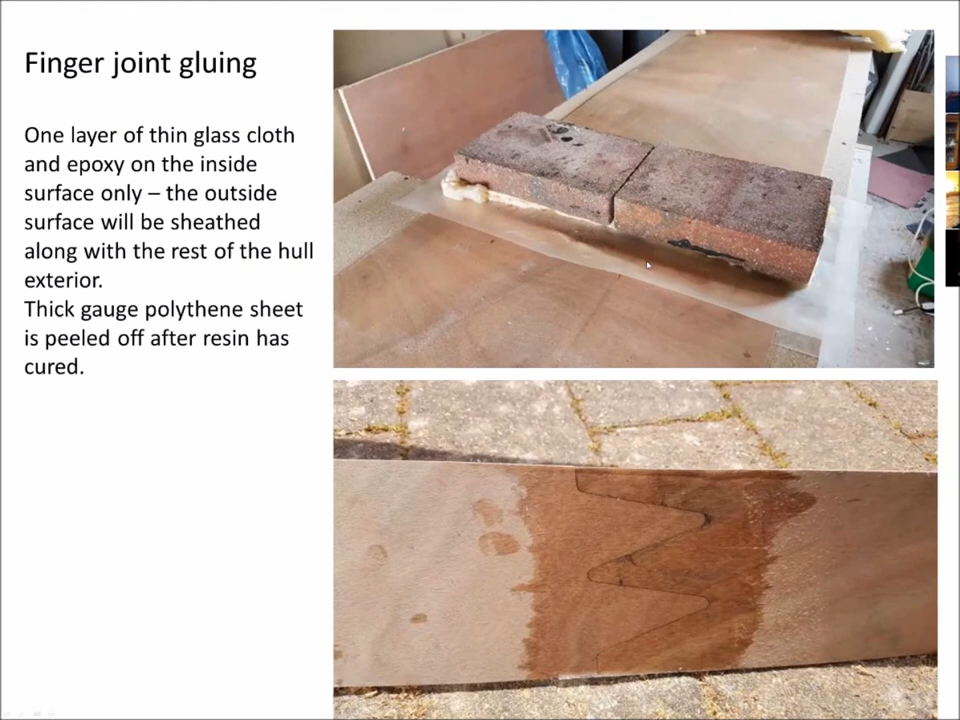 Finger joint gluing
One layer of thin glass cloth
and epoxy on the inside
surface only – the outside
surface will be sheathed
along with the rest of the hull
exterior.
Thick gauge polythene sheet
is peeled off after resin has
cured.